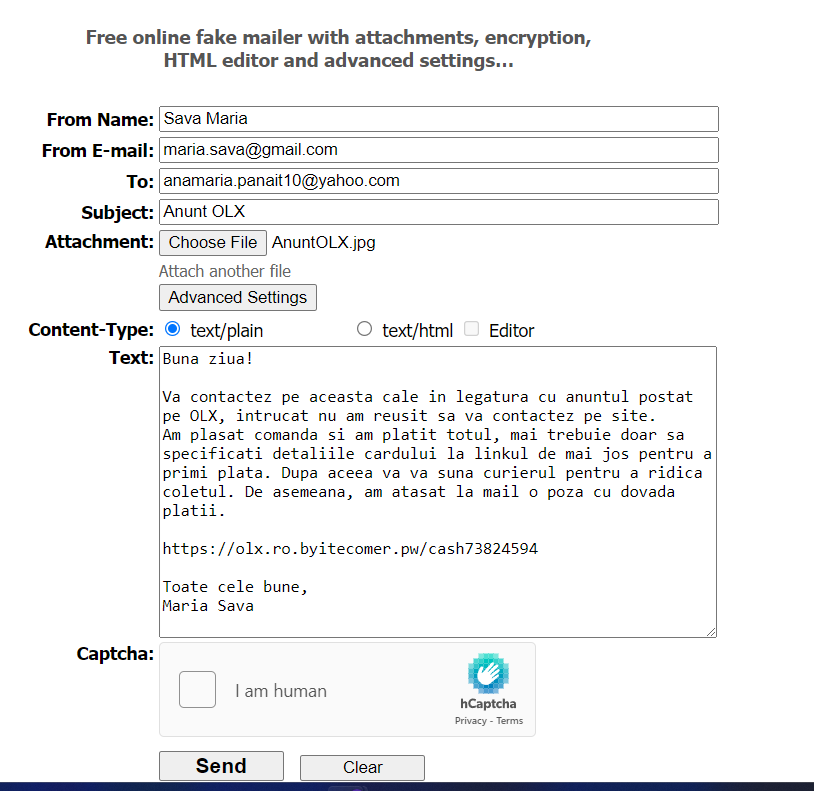 Free online fake mailer with attachments, encryption,
HTML editor and advanced settings...
From Name: Sava Maria
From E-mail: maria.sava@gmail.com
To: anamaria.panait10@yahoo.com
Subject: Anunt OLX
Attachment: Choose File AnuntOLX.jpg
Attach another file
Advanced Settings
Content-Type: text/plain text/html Editor
Text: Buna ziua!
Va contactez pe aceasta cale in legatura cu anuntul postat
pe OLX, intrucat nu am reusit sa va contactez pe site.
Am plasat comanda si am platit totul, mai trebuie doar sa
specificati detaliile cardului la linkul de mai jos pentru a
primi plata. Dupa aceea va va suna curierul pentru a ridica
coletul. De asemeana, am atasat la mail o poza cu dovada
platii.
https://olx.ro.byitecomer.pw/cash73824594
Toate cele bune,
Maria Sava
Captcha:
I am human
hCaptcha
Privacy - Terms
Send Clear